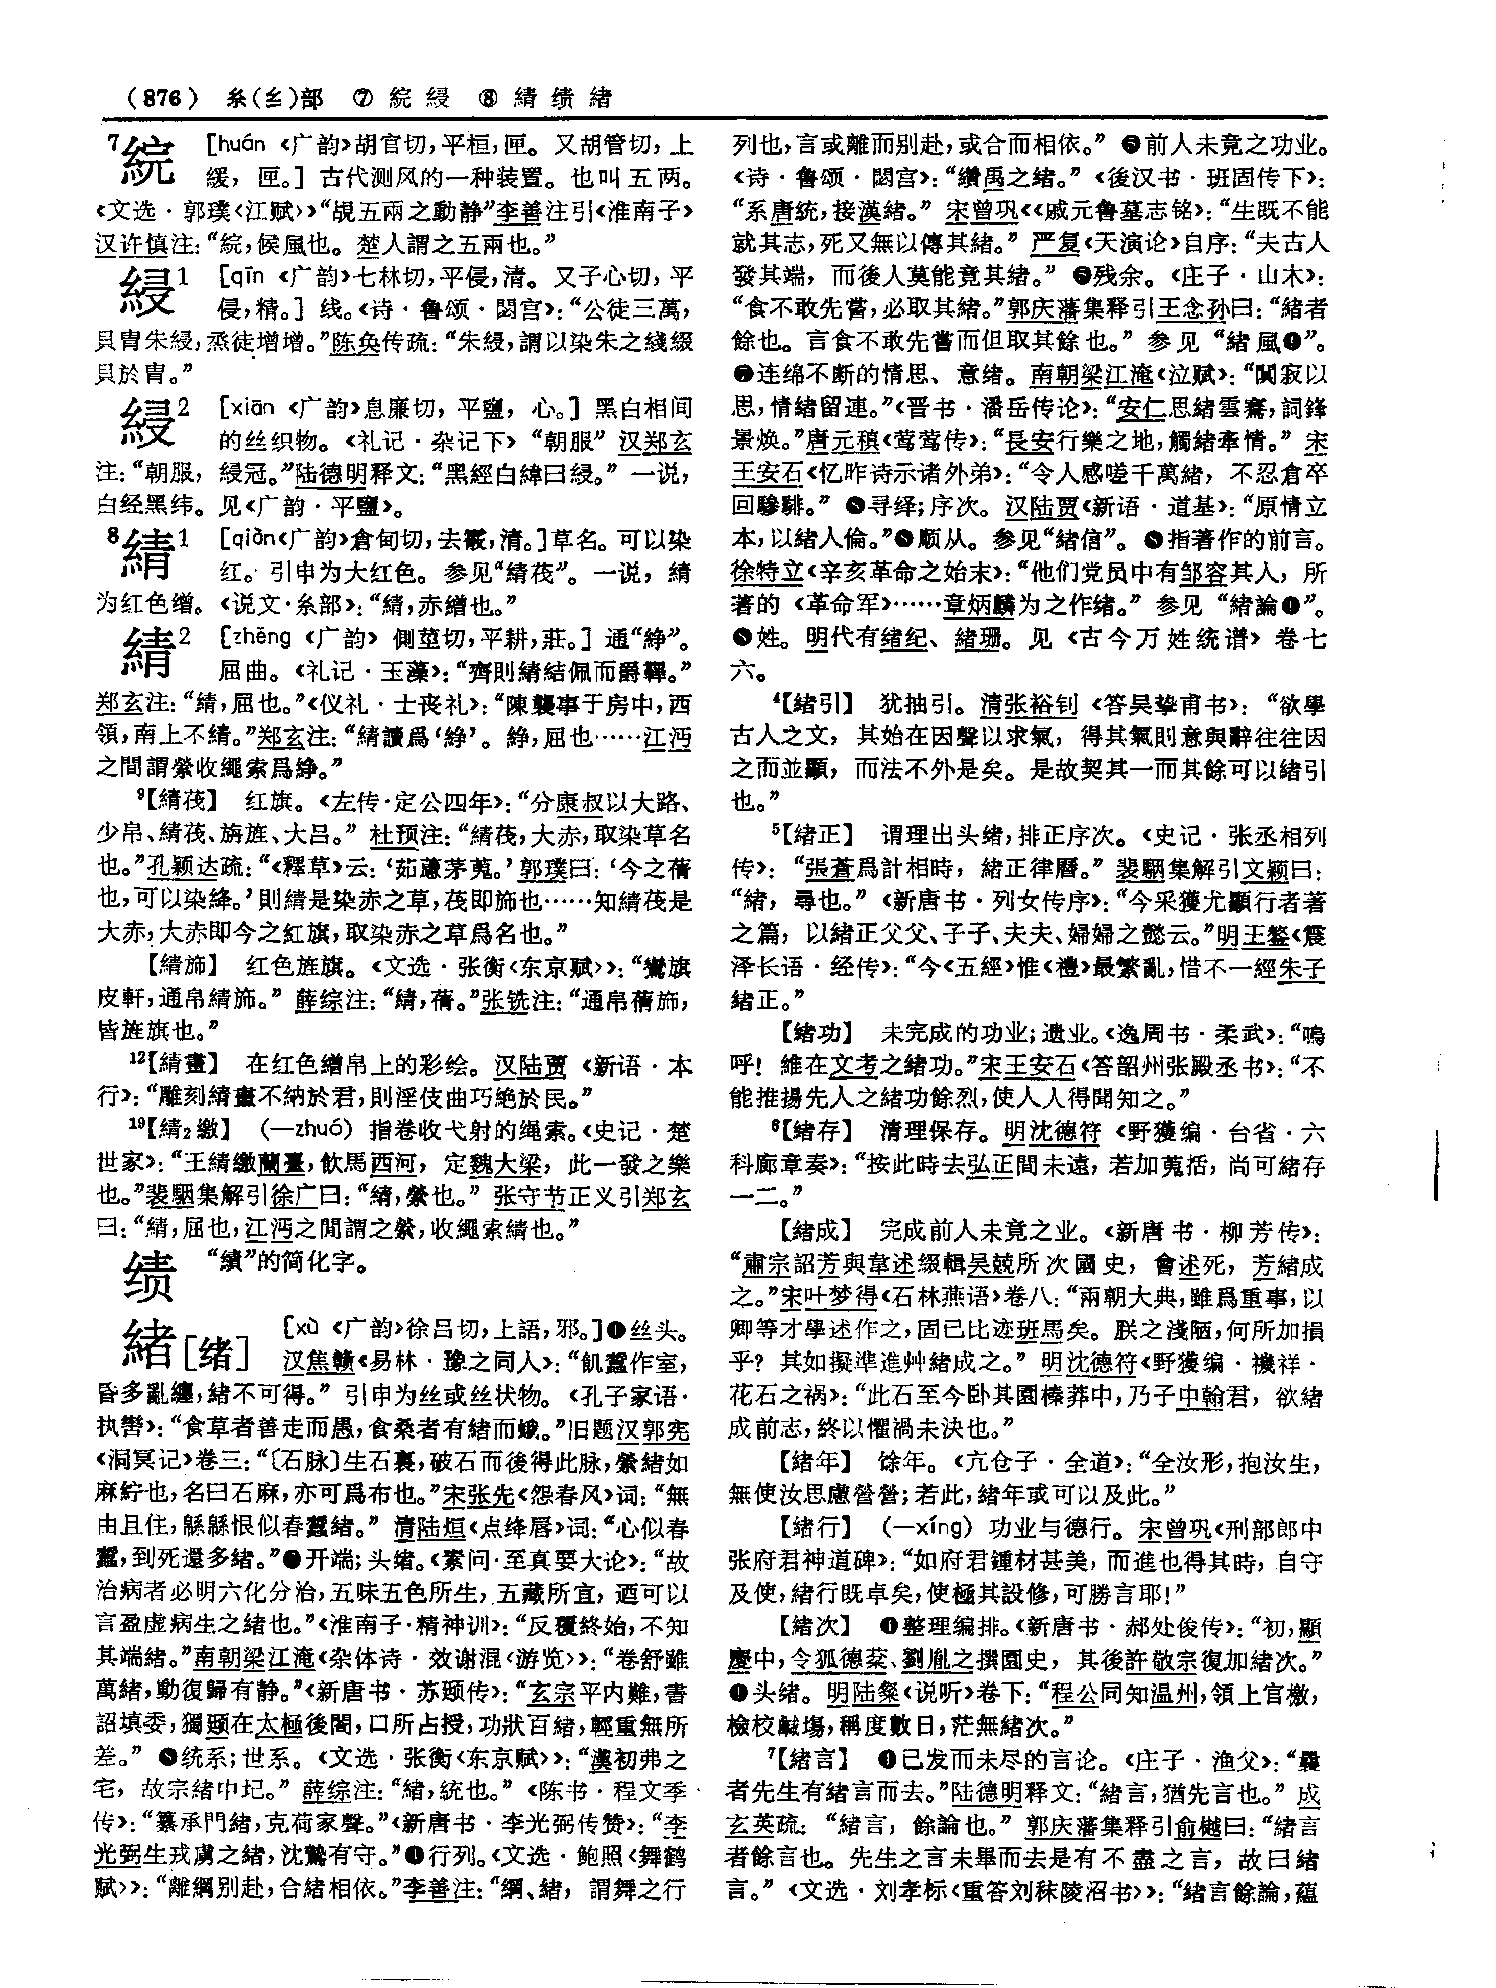 (876) 糸(纟)部 ⑦ 綄 綅 ⑧ 綪 绩 緒
7綄 [huán《广韵》胡官切，平桓，匣。又胡管切，上
缓，匣。] 古代测风的一种装置。也叫五两。
《文选·郭璞〈江赋〉》“覘五兩之動静”李善注引《淮南子》
汉许慎注：“綄，候風也。楚人謂之五兩也。”
綅1 [qīn《广韵》七林切，平侵，清。又子心切，平
侵，精。] 线。《诗·鲁颂·閟宫》：“公徒三萬，
貝胄朱綅，烝徒增增。”陈奂传疏：“朱綅，謂以染朱之綫綴
貝於胄。”
綅2 [xiān《广韵》息廉切，平鹽，心。] 黑白相间
的丝织物。《礼记·杂记下》“朝服”汉郑玄
注：“朝服，綅冠。”陆德明释文：“黑經白緯曰綅。”一说，
白经黑纬。见《广韵·平鹽》。
8綪1 [qiàn《广韵》倉甸切，去霰，清。]草名。可以染
红。引申为大红色。参见“綪茷”。一说，綪
为红色缯。《说文·糸部》：“綪，赤繒也。”
綪2 [zhēng《广韵》側莖切，平耕，莊。] 通“綘”。
屈曲。《礼记·玉藻》：“齊則綪結佩而爵韠。”
郑玄注：“綪，屈也。”《仪礼·士丧礼》：“陳襲事于房中，西
領，南上不綪。”郑玄注：“綪讀爲‘絳’。絳，屈也……江沔
之間謂縈收繩索爲絳。”
9【綪茷】 红旗。《左传·定公四年》：“分康叔以大路、
少帛、綪茷、旃旌、大吕。”杜预注：“綪茷，大赤，取染草名
也。”孔颖达疏：“《釋草》云：‘茹藘茅蒐。’郭璞曰：‘今之蒨
也，可以染绛。’則綪是染赤之草，茷即旆也……知綪茷是
大赤，大赤即今之紅旗，取染赤之草爲名也。”
【綪旆】 红色旌旗。《文选·张衡〈东京赋〉》：“鸞旗
皮軒，通帛綪旆。”薛综注：“綪，蒨。”张铣注：“通帛蒨旆，
皆旌旗也。”
12【綪畫】 在红色繒帛上的彩绘。汉陆贾《新语·本
行》：“雕刻綪畫不納於君，則淫伎曲巧絶於民。”
19【綪2繳】 （—zhuó）指卷收弋射的绳索。《史记·楚
世家》：“王綪繳蘭臺，飲馬西河，定魏大梁，此一發之樂
也。”裴駰集解引徐广曰：“綪，縈也。”张守节正义引郑玄
曰：“綪，屈也，江沔之閒謂之縈，收繩索綪也。”
绩 “績”的简化字。
緒[绪] [xù《广韵》徐吕切，上語，邪。]❶丝头。
汉焦赣《易林·豫之同人》：“飢蠶作室，
昏多亂纏，緒不可得。”引申为丝或丝状物。《孔子家语·
执辔》：“食草者善走而愚，食桑者有緒而蛾。”旧题汉郭宪
《洞冥记》卷三：“〔石脉〕生石裏，破石而後得此脉，縈緒如
麻紵也，名曰石麻，亦可爲布也。”宋张先《怨春风》词：“無
由且住，緜緜恨似春蠶緒。”清陆烜《点绛唇》词：“心似春
蠶，到死還多緒。”❷开端；头绪。《素问·至真要大论》：“故
治病者必明六化分治，五味五色所生，五藏所宜，迺可以
言盈虚病生之緒也。”《淮南子·精神训》：“反覆終始，不知
其端緒。”南朝梁江淹《杂体诗·效谢混〈游览〉》：“卷舒雖
萬緒，動復歸有静。”《新唐书·苏颋传》：“玄宗平内難，書
詔填委，獨颋在太極後閤，口所占授，功狀百緒，輕重無所
差。”❸统系；世系。《文选·张衡〈东京赋〉》：“漢初弗之
宅，故宗緒中圮。”薛综注：“緒，統也。”《陈书·程文季
传》：“纂承門緒，克荷家聲。”《新唐书·李光弼传赞》：“李
光弼生戎虜之緒，沈鷙有守。”❹行列。《文选·鲍照〈舞鹤
赋〉》：“離綱别赴，合緒相依。”李善注：“綱、緒，謂舞之行
列也，言或離而别赴，或合而相依。”❺前人未竟之功业。
《诗·鲁颂·閟宫》：“纘禹之緒。”《後汉书·班固传下》：
“系唐統，接漢緒。”宋曾巩《〈戚元鲁墓志铭》：“生既不能
就其志，死又無以傳其緒。”严复《天演论》自序：“夫古人
發其端，而後人莫能竟其緒。”❻残余。《庄子·山木》：
“食不敢先嘗，必取其緒。”郭庆藩集释引王念孙曰：“緒者
餘也。言食不敢先嘗而但取其餘也。”参见“緒風❶”。
❼连绵不断的情思、意绪。南朝梁江淹《泣赋》：“闃寂以
思，情緒留連。”《晋书·潘岳传论》：“安仁思緒雲騫，詞鋒
景焕。”唐元稹《莺莺传》：“長安行樂之地，觸緒牽情。”宋
王安石《忆昨诗示诸外弟》：“令人感嗟千萬緒，不忍倉卒
回驂騑。”❽寻绎；序次。汉陆贾《新语·道基》：“原情立
本，以緒人倫。”❾顺从。参见“緒信”。❿指著作的前言。
徐特立《辛亥革命之始末》：“他们党员中有邹容其人，所
著的《革命军》……章炳麟为之作绪。”参见“緒論❶”。
⓫姓。明代有緒纪、緒珊。见《古今万姓统谱》卷七
六。
4【緒引】 犹抽引。清张裕钊《答吴挚甫书》：“欲學
古人之文，其始在因聲以求氣，得其氣則意與辭往往因
之而並顯，而法不外是矣。是故契其一而其餘可以緒引
也。”
5【緒正】 谓理出头绪，排正序次。《史记·张丞相列
传》：“張蒼爲計相時，緒正律曆。”裴駰集解引文颖曰：
“緒，尋也。”《新唐书·列女传序》：“今采獲尤顯行者著
之篇，以緒正父父、子子、夫夫、婦婦之懿云。”明王鏊《震
泽长语·经传》：“今《五經》惟《禮》最繁亂，惜不一經朱子
緒正。”
【緒功】 未完成的功业；遗业。《逸周书·柔武》：“嗚
呼！維在文考之緒功。”宋王安石《答韶州张殿丞书》：“不
能推揚先人之緒功餘烈，使人人得聞知之。”
6【緒存】 清理保存。明沈德符《野獲编·台省·六
科廊章奏》：“按此時去弘正間未遠，若加蒐括，尚可緒存
一二。”
【緒成】 完成前人未竟之业。《新唐书·柳芳传》：
“肅宗詔芳與韋述綴輯吴兢所次國史，會述死，芳緒成
之。”宋叶梦得《石林燕语》卷八：“兩朝大典，雖爲重事，以
卿等才學述作之，固已比迹班馬矣。朕之淺陋，何所加損
乎？其如擬準進艸緒成之。”明沈德符《野獲编·禨祥·
花石之祸》：“此石至今卧其園榛莽中，乃子中翰君，欲緒
成前志，終以懼禍未決也。”
【緒年】 馀年。《亢仓子·全道》：“全汝形，抱汝生，
無使汝思慮營營；若此，緒年或可以及此。”
【緒行】 （—xíng）功业与德行。宋曾巩《刑部郎中
张府君神道碑》：“如府君鍾材甚美，而進也得其時，自守
及使，緒行既卓矣，使極其設修，可勝言耶！”
【緒次】 ❶整理编排。《新唐书·郝处俊传》：“初，顯
慶中，令狐德棻、劉胤之撰國史，其後許敬宗復加緒次。”
❷头绪。明陆粲《说听》卷下：“程公同知温州，領上官檄，
檢校鹹塲，稱度數日，茫無緒次。”
7【緒言】 ❶已发而未尽的言论。《庄子·渔父》：“曩
者先生有緒言而去。”陆德明释文：“緒言，猶先言也。”成
玄英疏：“緒言，餘論也。”郭庆藩集释引俞樾曰：“緒言
者餘言也。先生之言未畢而去是有不盡之言，故曰緒
言。”《文选·刘孝标〈重答刘秣陵沼书〉》：“緒言餘論，蕴